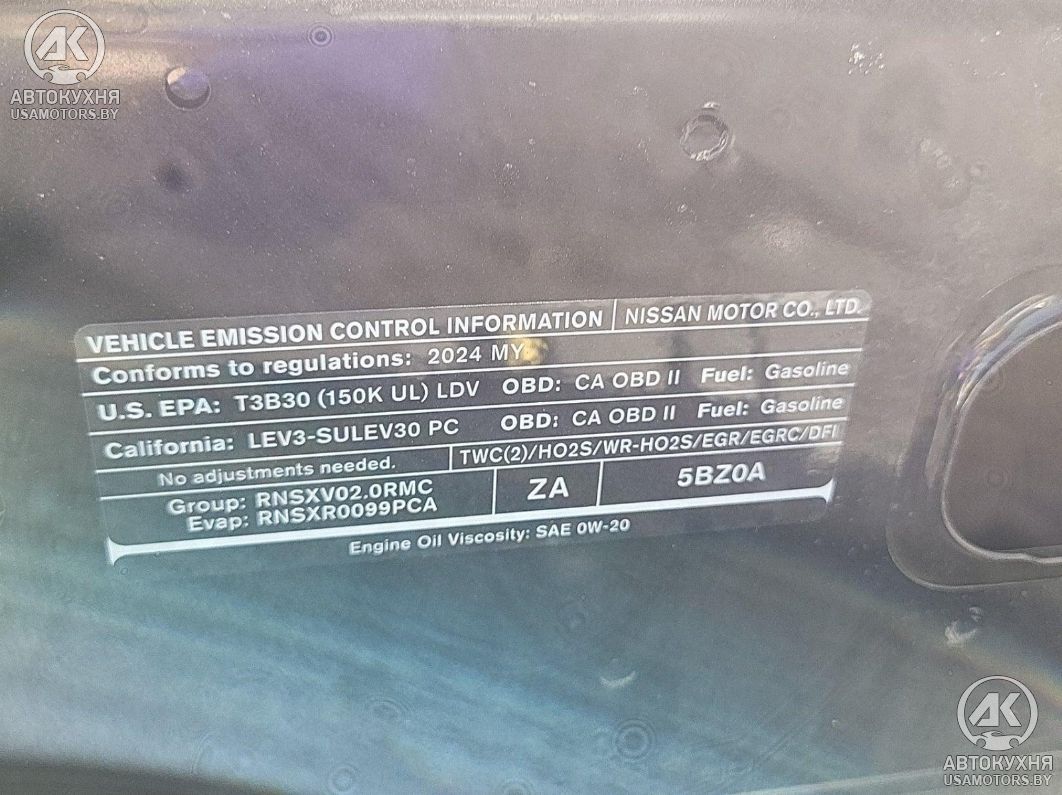 AK
АВТОКУХНЯ
USAMOTORS.BY
VEHICLE EMISSION CONTROL INFORMATION NISSAN MOTOR CO., LTD.
Conforms to regulations: 2024 MY
U.S. EPA: T3B30 (150K UL) LDV OBD: CA OBD II Fuel: Gasoline
California: LEV3-SULEV30 PC OBD: CA OBD II Fuel: Gasoline
No adjustments needed. TWC(2)/HO2S/WR-HO2S/EGR/EGRC/DFI
Group: RNSXV02.0RMC
Evap: RNSXR0099PCA
ZA 5BZ0A
Engine Oil Viscosity: SAE 0W-20
AK
АВТОКУХНЯ
USAMOTORS.BY